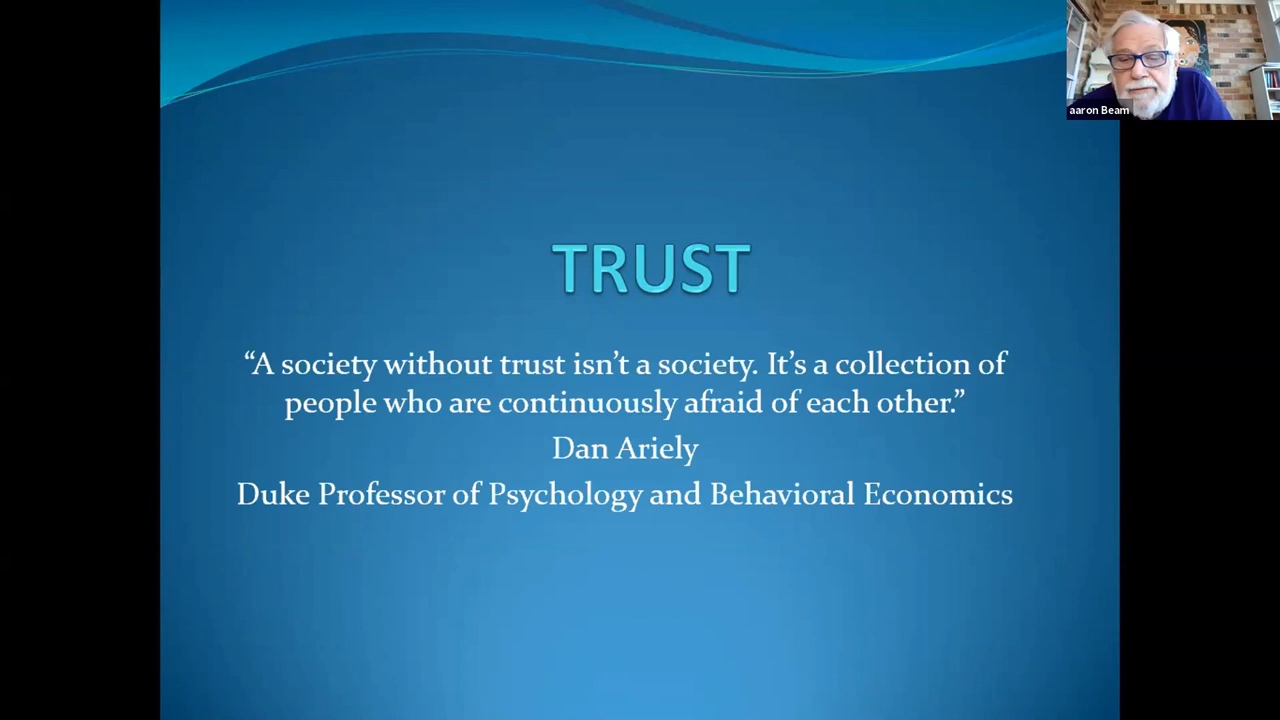 aaron Beam
TRUST
“A society without trust isn’t a society. It’s a collection of
people who are continuously afraid of each other.”
Dan Ariely
Duke Professor of Psychology and Behavioral Economics